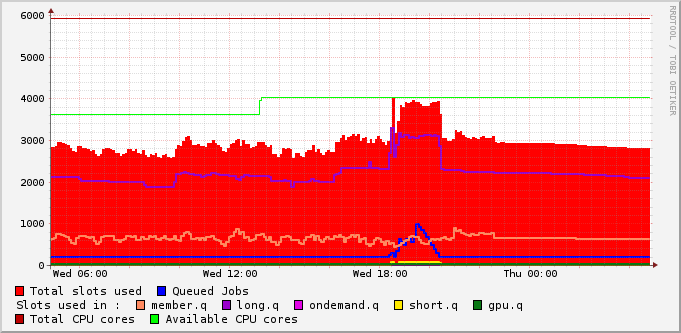 6000
5000
4000
3000
2000
1000
0
Wed 06:00 Wed 12:00 Wed 18:00 Thu 00:00
Total slots used Queued Jobs
Slots used in : member.q long.q ondemand.q short.q gpu.q
Total CPU cores Available CPU cores
RRDTOOL / TOBI OETIKER